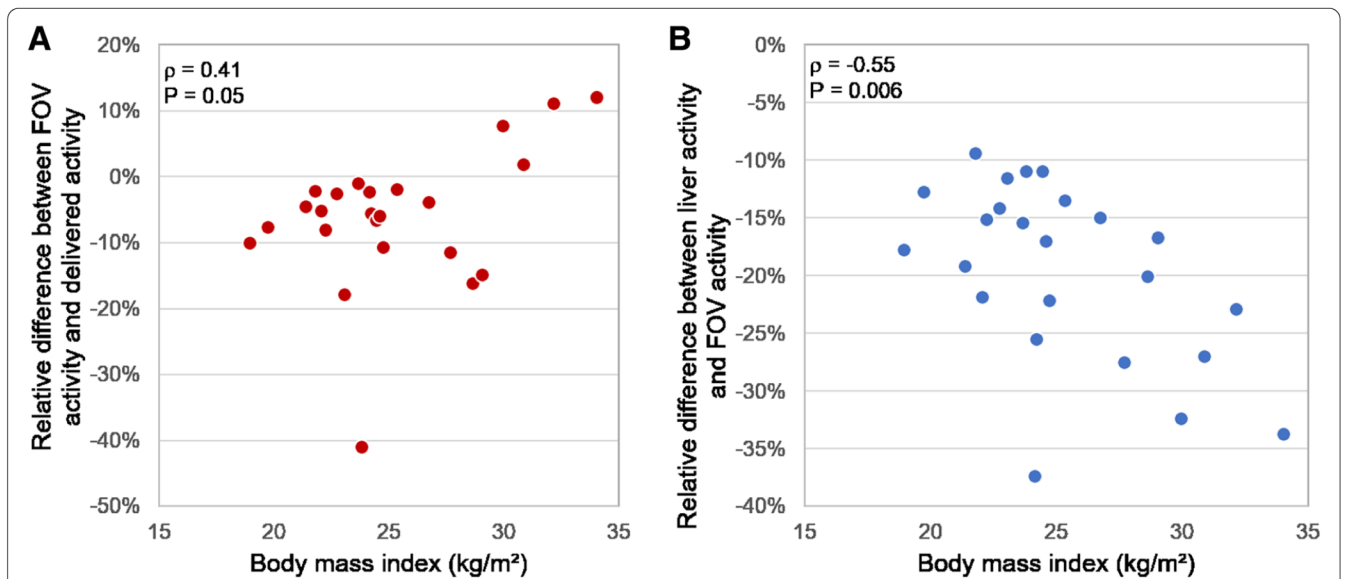 A
Relative difference between FOV
activity and delivered activity
ρ = 0.41
P = 0.05
20%
10%
0%
-10%
-20%
-30%
-40%
-50%
15 20 25 30 35
Body mass index (kg/m²)
B
Relative difference between liver activity
and FOV activity
ρ = -0.55
P = 0.006
0%
-5%
-10%
-15%
-20%
-25%
-30%
-35%
-40%
15 20 25 30 35
Body mass index (kg/m²)